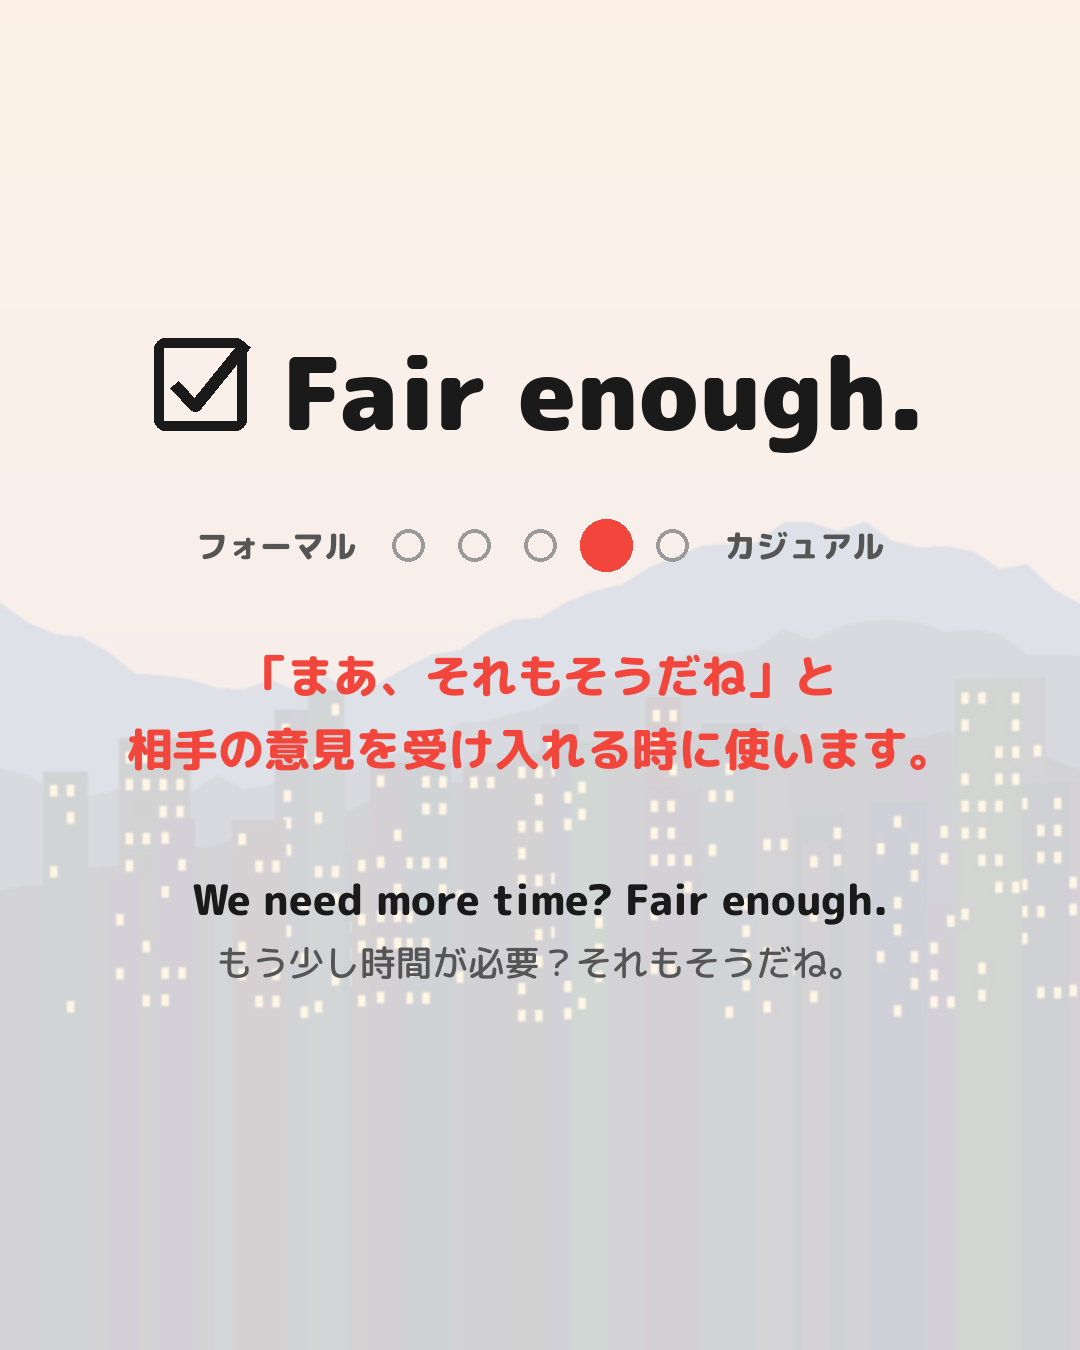 Fair enough.
フォーマル カジュアル
「まあ、それもそうだね」と
相手の意見を受け入れる時に使います。
We need more time? Fair enough.
もう少し時間が必要？それもそうだね。